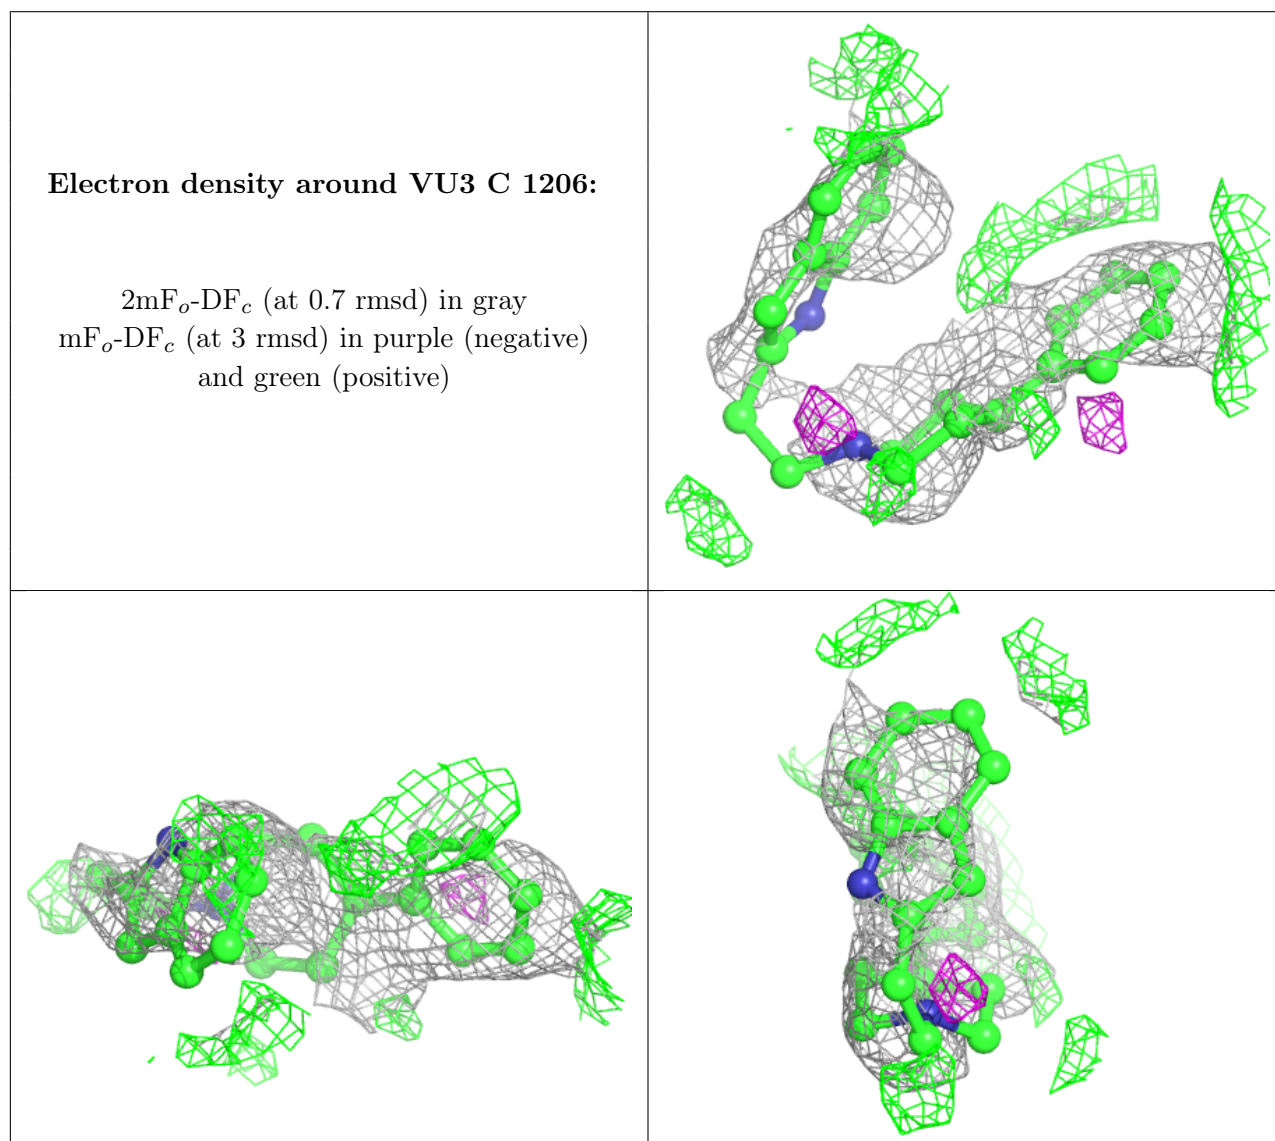 Electron density around VU3 C 1206:
2mFₒ-DF𝒸 (at 0.7 rmsd) in gray
mFₒ-DF𝒸 (at 3 rmsd) in purple (negative)
and green (positive)